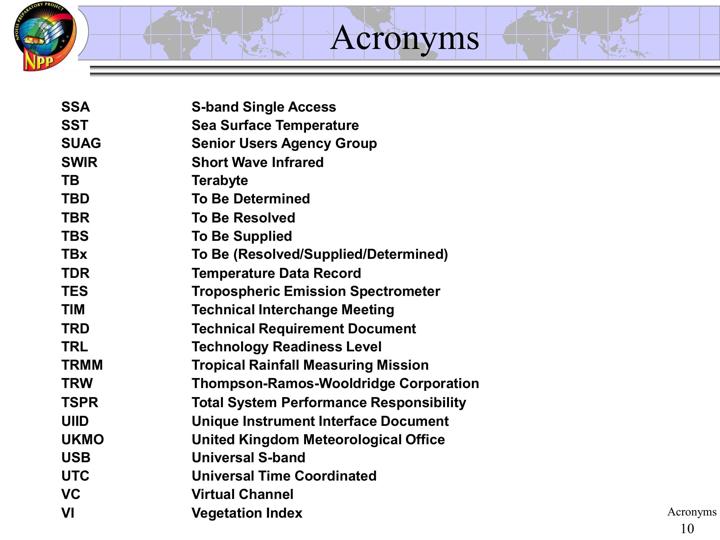 NPOESS PREPARATORY PROJECT
NPP
Acronyms
SSA S-band Single Access
SST Sea Surface Temperature
SUAG Senior Users Agency Group
SWIR Short Wave Infrared
TB Terabyte
TBD To Be Determined
TBR To Be Resolved
TBS To Be Supplied
TBx To Be (Resolved/Supplied/Determined)
TDR Temperature Data Record
TES Tropospheric Emission Spectrometer
TIM Technical Interchange Meeting
TRD Technical Requirement Document
TRL Technology Readiness Level
TRMM Tropical Rainfall Measuring Mission
TRW Thompson-Ramos-Wooldridge Corporation
TSPR Total System Performance Responsibility
UIID Unique Instrument Interface Document
UKMO United Kingdom Meteorological Office
USB Universal S-band
UTC Universal Time Coordinated
VC Virtual Channel
VI Vegetation Index
Acronyms
10